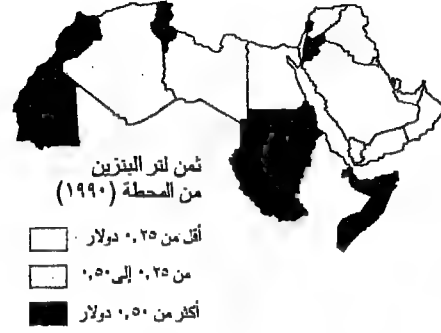 ثمن لتر البنزين
من المحطة (١٩٩٠)
أقل من ٠,٢٥ دولار
من ٠,٢٥ إلى ٠,٥٠
أكثر من ٠,٥٠ دولار